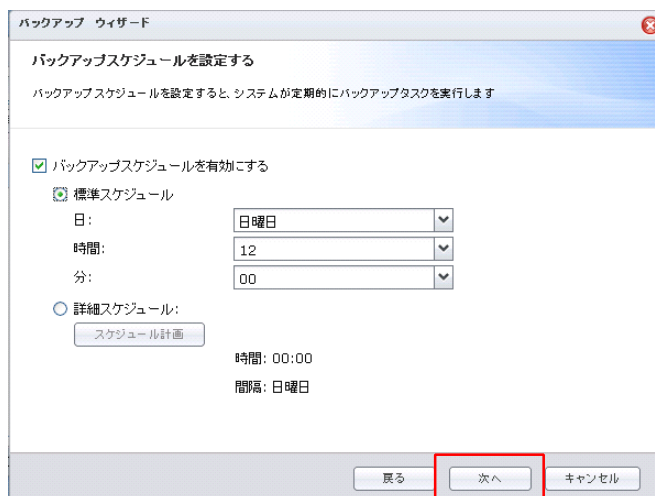 バックアップ ウィザード
バックアップスケジュールを設定する
バックアップスケジュールを設定すると、システムが定期的にバックアップタスクを実行します
バックアップスケジュールを有効にする
標準スケジュール
日: 日曜日
時間: 12
分: 00
詳細スケジュール:
スケジュール計画
時間: 00:00
間隔: 日曜日
戻る 次へ キャンセル